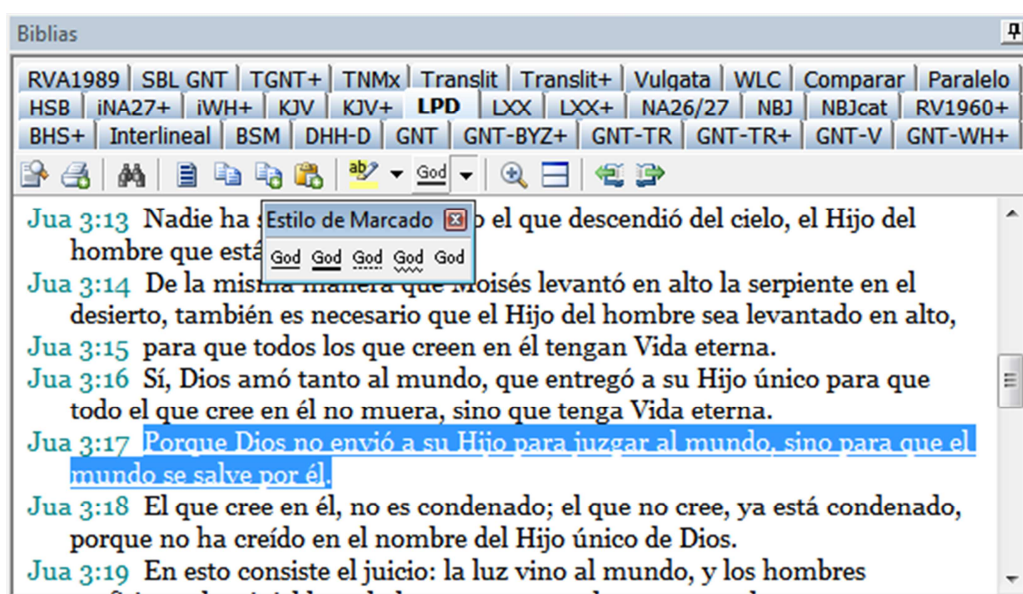 Biblias
RVA1989 SBL GNT TGNT+ TNMx Translit Translit+ Vulgata WLC Comparar Paralelo
HSB iNA27+ iWH+ KJV KJV+ LPD LXX LXX+ NA26/27 NBJ NBJcat RV1960+
BHS+ Interlineal BSM DHH-D GNT GNT-BYZ+ GNT-TR GNT-TR+ GNT-V GNT-WH+
ab God
Estilo de Marcado
God God God God God
Jua 3:13 Nadie ha el que descendió del cielo, el Hijo del
hombre que
Jua 3:14 De la misma manera que Moisés levantó en alto la serpiente en el
desierto, también es necesario que el Hijo del hombre sea levantado en alto,
Jua 3:15 para que todos los que creen en él tengan Vida eterna.
Jua 3:16 Sí, Dios amó tanto al mundo, que entregó a su Hijo único para que
todo el que cree en él no muera, sino que tenga Vida eterna.
Jua 3:17 Porque Dios no envió a su Hijo para juzgar al mundo, sino para que el
mundo se salve por él.
Jua 3:18 El que cree en él, no es condenado; el que no cree, ya está condenado,
porque no ha creído en el nombre del Hijo único de Dios.
Jua 3:19 En esto consiste el juicio: la luz vino al mundo, y los hombres